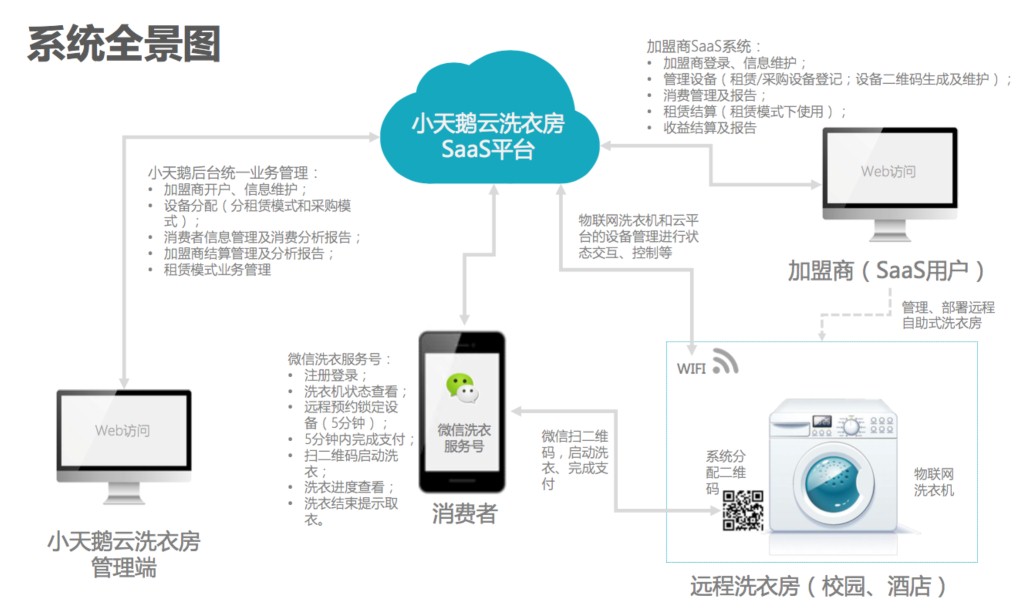 系统全景图
加盟商SaaS系统：
• 加盟商登录、信息维护；
• 管理设备（租赁/采购设备登记；设备二维码生成及维护）；
• 消费管理及报告；
• 租赁结算（租赁模式下使用）；
• 收益结算及报告
小天鹅云洗衣房
SaaS平台
Web访问
加盟商（SaaS用户）
小天鹅后台统一业务管理：
• 加盟商开户、信息维护；
• 设备分配（分租赁模式和采购模
式）；
• 消费者信息管理及消费分析报告；
• 加盟商结算管理及分析报告；
• 租赁模式业务管理
物联网洗衣机和云平
台的设备管理进行状
态交互、控制等
管理、部署远程
自助式洗衣房
Web访问
小天鹅云洗衣房
管理端
微信洗衣服务号：
• 注册登录；
• 洗衣机状态查看；
• 远程预约锁定设
备（5分钟）；
• 5分钟内完成支付；
• 扫二维码启动洗
衣；
• 洗衣进度查看；
• 洗衣结束提示取
衣。
微信洗衣
服务号
消费者
微信扫二维
码，启动洗
衣、完成支
付
WIFI
系统分
配二维
码
物联网
洗衣机
远程洗衣房（校园、酒店）